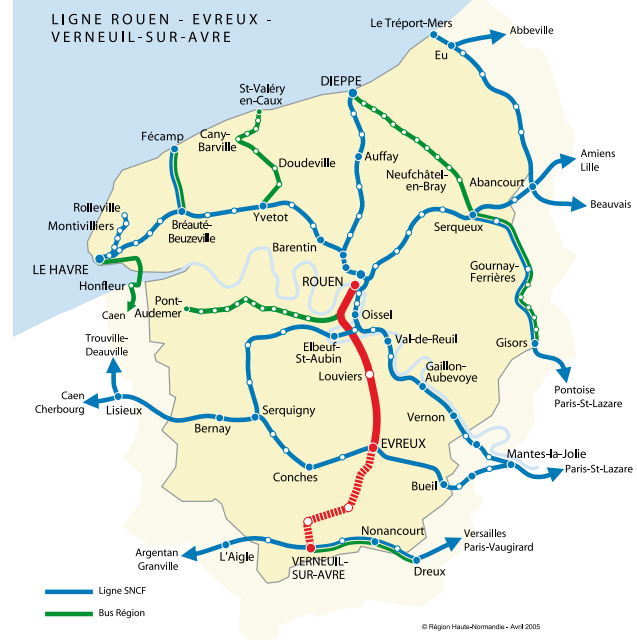 LIGNE ROUEN - EVREUX -
VERNEUIL-SUR-AVRE
Le Tréport-Mers
Abbeville
Eu
DIEPPE
St-Valéry
en-Caux
Fécamp
Cany-
Barville
Doudeville
Auffay
Neufchâtel-
en-Bray
Abancourt
Amiens
Lille
Beauvais
Rolleville
Montivilliers
Bréauté-
Beuzeville
Yvetot
Serqueux
Barentin
LE HAVRE
Honfleur
ROUEN
Gournay-
Ferrières
Caen
Pont-
Audemer
Oissel
Trouville-
Deauville
Elbeuf-
St-Aubin
Val-de-Reuil
Gisors
Louviers
Gaillon-
Aubevoye
Pontoise
Paris-St-Lazare
Caen
Cherbourg
Lisieux
Bernay
Serquigny
Vernon
EVREUX
Mantes-la-Jolie
Paris-St-Lazare
Conches
Bueil
Nonancourt
Versailles
Paris-Vaugirard
Argentan
Granville
L'Aigle
VERNEUIL-
SUR-AVRE
Dreux
Ligne SNCF
Bus Région
© Région Haute-Normandie - Avril 2005